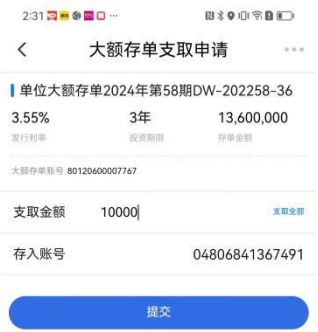 2:31
大额存单支取申请
单位大额存单2024年第58期DW-202258-36
3.55% 3年 13,600,000
发行利率 投资期限 存单金额
大额存单账号 80120600007767
支取金额 10000 支取全部
存入账号 04806841367491
提交